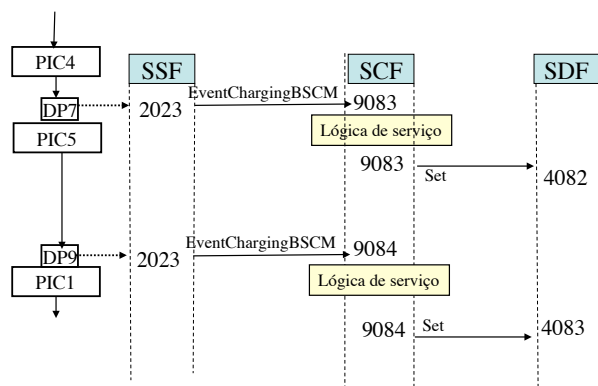 PIC4
SSF
SCF
SDF
EventChargingBSCM
DP7
2023
9083
PIC5
Lógica de serviço
9083
Set
4082
EventChargingBSCM
DP9
2023
9084
PIC1
Lógica de serviço
9084
Set
4083